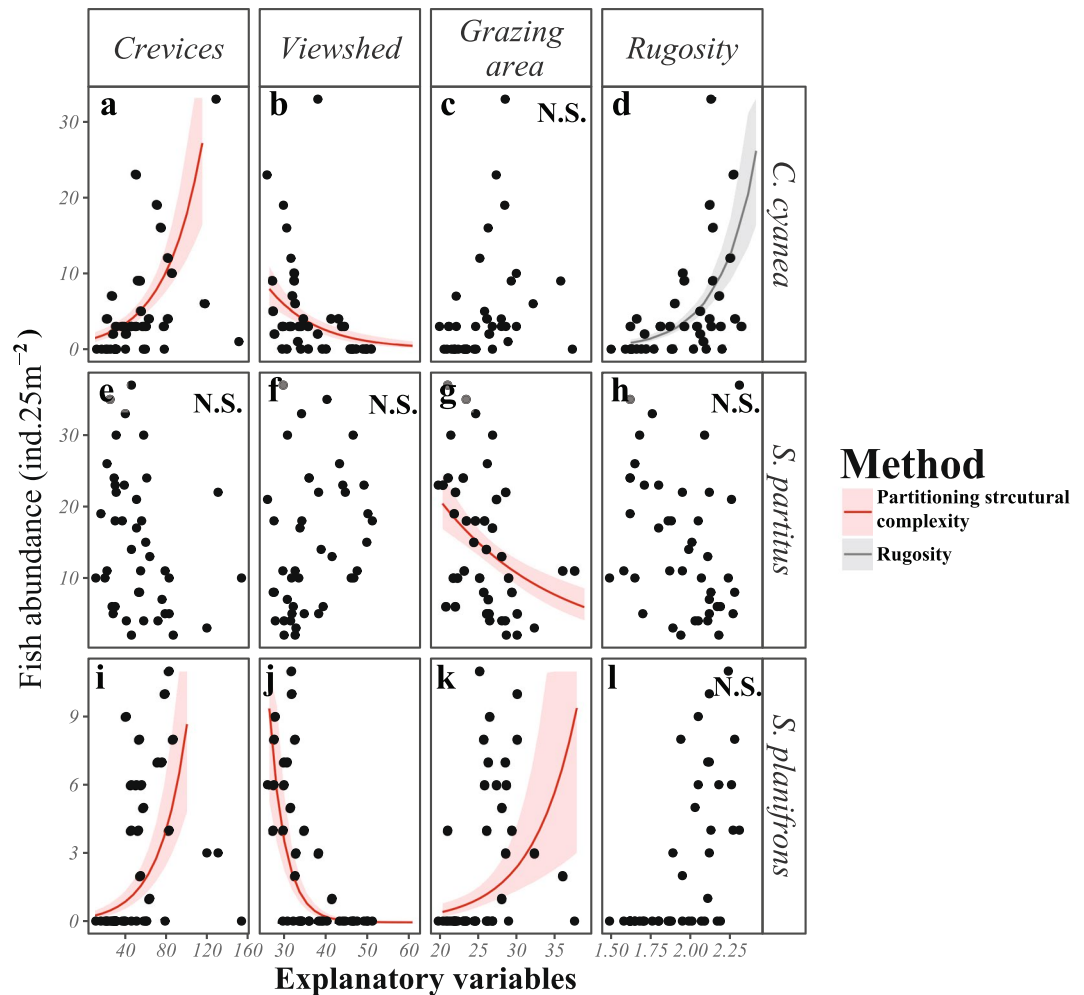 Crevices
Viewshed
Grazing
area
Rugosity
a
b
c
N.S.
d
30
20
10
0
C. cyanea
e
N.S.
f
N.S.
g
h
N.S.
30
20
10
S. partitus
i
j
k
l
N.S.
9
6
3
0
S. planifrons
40
80
120
160
30
40
50
60
20
25
30
35
1.50
1.75
2.00
2.25
Fish abundance (ind.25m−2)
Explanatory variables
Method
Partitioning strcutural
complexity
Rugosity